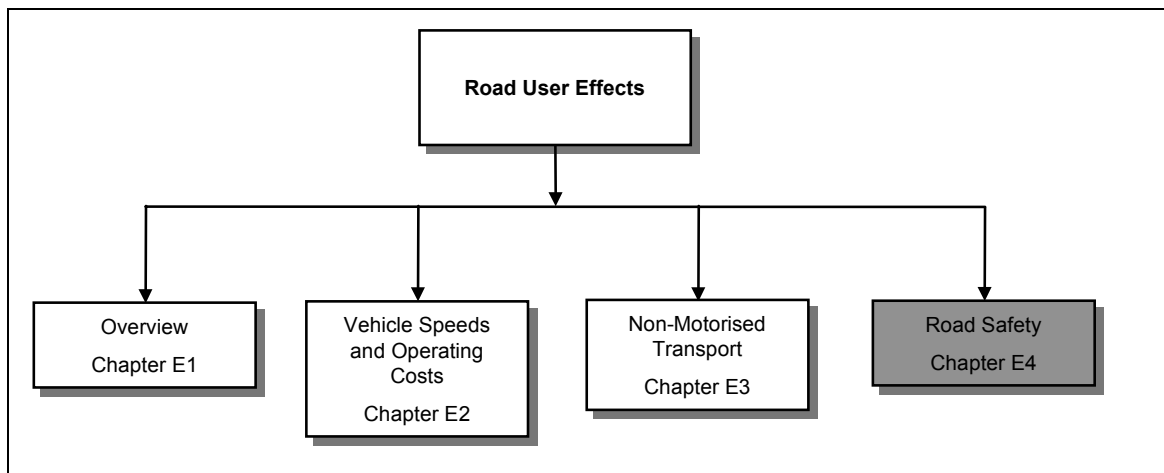 Road User Effects
Overview
Chapter E1
Vehicle Speeds
and Operating
Costs
Chapter E2
Non-Motorised
Transport
Chapter E3
Road Safety
Chapter E4